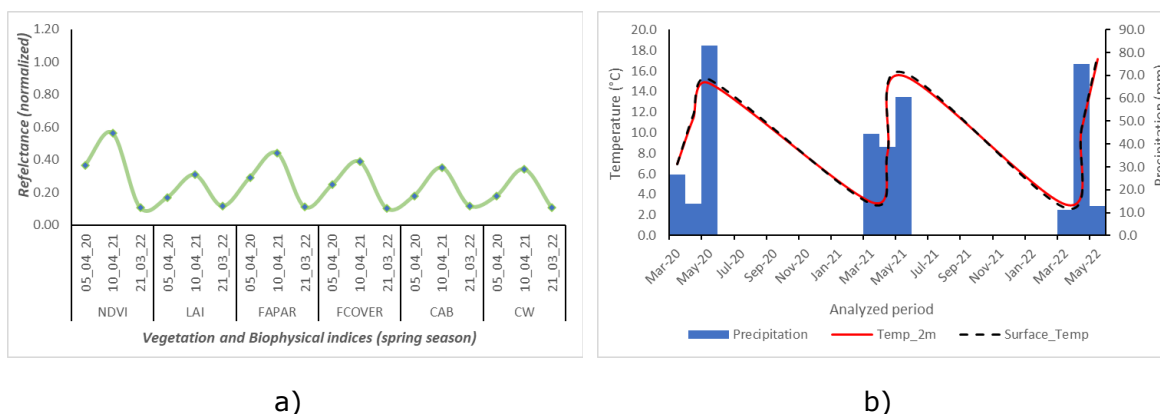 1.20
1.00
0.80
0.60
0.40
0.20
0.00
Refelctance (normalized)
05_04_20
10_04_21
21_03_22
05_04_20
10_04_21
21_03_22
05_04_20
10_04_21
21_03_22
05_04_20
10_04_21
21_03_22
05_04_20
10_04_21
21_03_22
05_04_20
10_04_21
21_03_22
NDVI LAI FAPAR FCOVER CAB CW
Vegetation and Biophysical indices (spring season)
a)
20.0
18.0
16.0
14.0
12.0
10.0
8.0
6.0
4.0
2.0
0.0
Temperature (°C)
90.0
80.0
70.0
60.0
50.0
40.0
30.0
20.0
10.0
0.0
Precipitation (mm)
Mar-20
May-20
Jul-20
Sep-20
Nov-20
Jan-21
Mar-21
May-21
Jul-21
Sep-21
Nov-21
Jan-22
Mar-22
May-22
Analyzed period
Precipitation Temp_2m Surface_Temp
b)